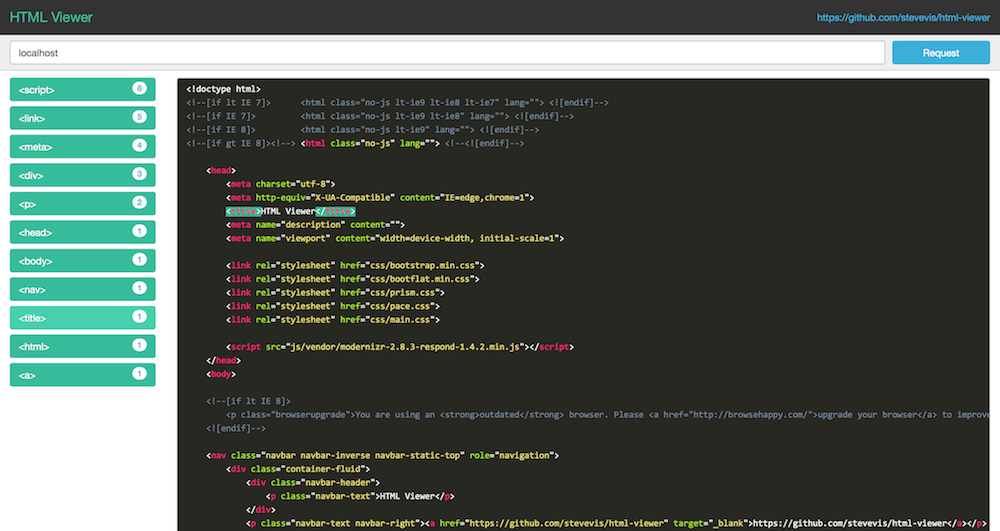 HTML Viewer
https://github.com/stevevis/html-viewer
localhost
Request
<script> 8
<link> 5
<meta> 4
<div> 3
<p> 2
<head> 1
<body> 1
<nav> 1
<title> 1
<html> 1
<a> 1
<!doctype html>
<!--[if lt IE 7]>      <html class="no-js lt-ie9 lt-ie8 lt-ie7" lang=""> <![endif]-->
<!--[if IE 7]>         <html class="no-js lt-ie9 lt-ie8" lang=""> <![endif]-->
<!--[if IE 8]>         <html class="no-js lt-ie9" lang=""> <![endif]-->
<!--[if gt IE 8]><!--> <html class="no-js" lang=""> <!--<![endif]-->
<head>
<meta charset="utf-8">
<meta http-equiv="X-UA-Compatible" content="IE=edge,chrome=1">
<title>HTML Viewer</title>
<meta name="description" content="">
<meta name="viewport" content="width=device-width, initial-scale=1">
<link rel="stylesheet" href="css/bootstrap.min.css">
<link rel="stylesheet" href="css/bootflat.min.css">
<link rel="stylesheet" href="css/prism.css">
<link rel="stylesheet" href="css/pace.css">
<link rel="stylesheet" href="css/main.css">
<script src="js/vendor/modernizr-2.8.3-respond-1.4.2.min.js"></script>
</head>
<body>
<!--[if lt IE 8]>
<p class="browserupgrade">You are using an <strong>outdated</strong> browser. Please <a href="http://browsehappy.com/">upgrade your browser</a> to improve
<![endif]-->
<nav class="navbar navbar-inverse navbar-static-top" role="navigation">
<div class="container-fluid">
<div class="navbar-header">
<p class="navbar-text">HTML Viewer</p>
</div>
<p class="navbar-text navbar-right"><a href="https://github.com/stevevis/html-viewer" target="_blank">https://github.com/stevevis/html-viewer</a></p>